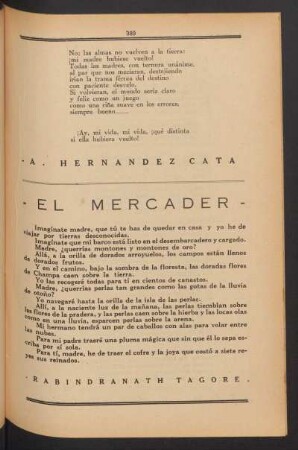 380
No; las almas no vuelven a la tierra:
¡mi madre hubiese vuelto!
Todas las madres, con ternura unánime,
al par que nos nacieran, destejiendo
irían la trama férrea del destino
con paciente desvelo.
Si volvieran, el mundo sería claro
y feliz como un juego
como una niña suave en los errores,
siempre bueno......
¡Ay, mi vida, mi vida, ¡qué distinta
si ella hubiera vuelto!
- A. HERNANDEZ CATA
- EL MERCADER -
Imagínate madre, que tú te has de quedar en casa y yo he de
viajar por tierras desconocidas.
Imagínate que mi barco está listo en el desembarcadero y cargado.
Madre, ¿querrías montones y montones de oro?
Allá, a la orilla de dorados arroyuelos, los campos están llenos
de dorados frutos.
Y en el camino, bajo la sombra de la floresta, las doradas flores
de Champa caen sobre la tierra.
Yo las recogeré todas para ti en cientos de canastos.
Madre, ¿querrías perlas tan grandes como las gotas de la lluvia
de otoño?
Yo navegaré hasta la orilla de la isla de las perlas.
Allí, a la naciente luz de la mañana, las perlas tiemblan sobre
las flores de la pradera, y las perlas caen sobre la hierba y las locas olas
como en una lluvia, esparcen perlas sobre la arena.
Mi hermano tendrá un par de caballos con alas para volar entre
las nubes.
Para mi padre traeré una pluma mágica que sin que él lo sepa es-
criba por sí sola.
Para ti, madre, he de traer el cofre y la joya que costó a siete re-
yes sus reinados.
RABINDRANATH TAGORE.